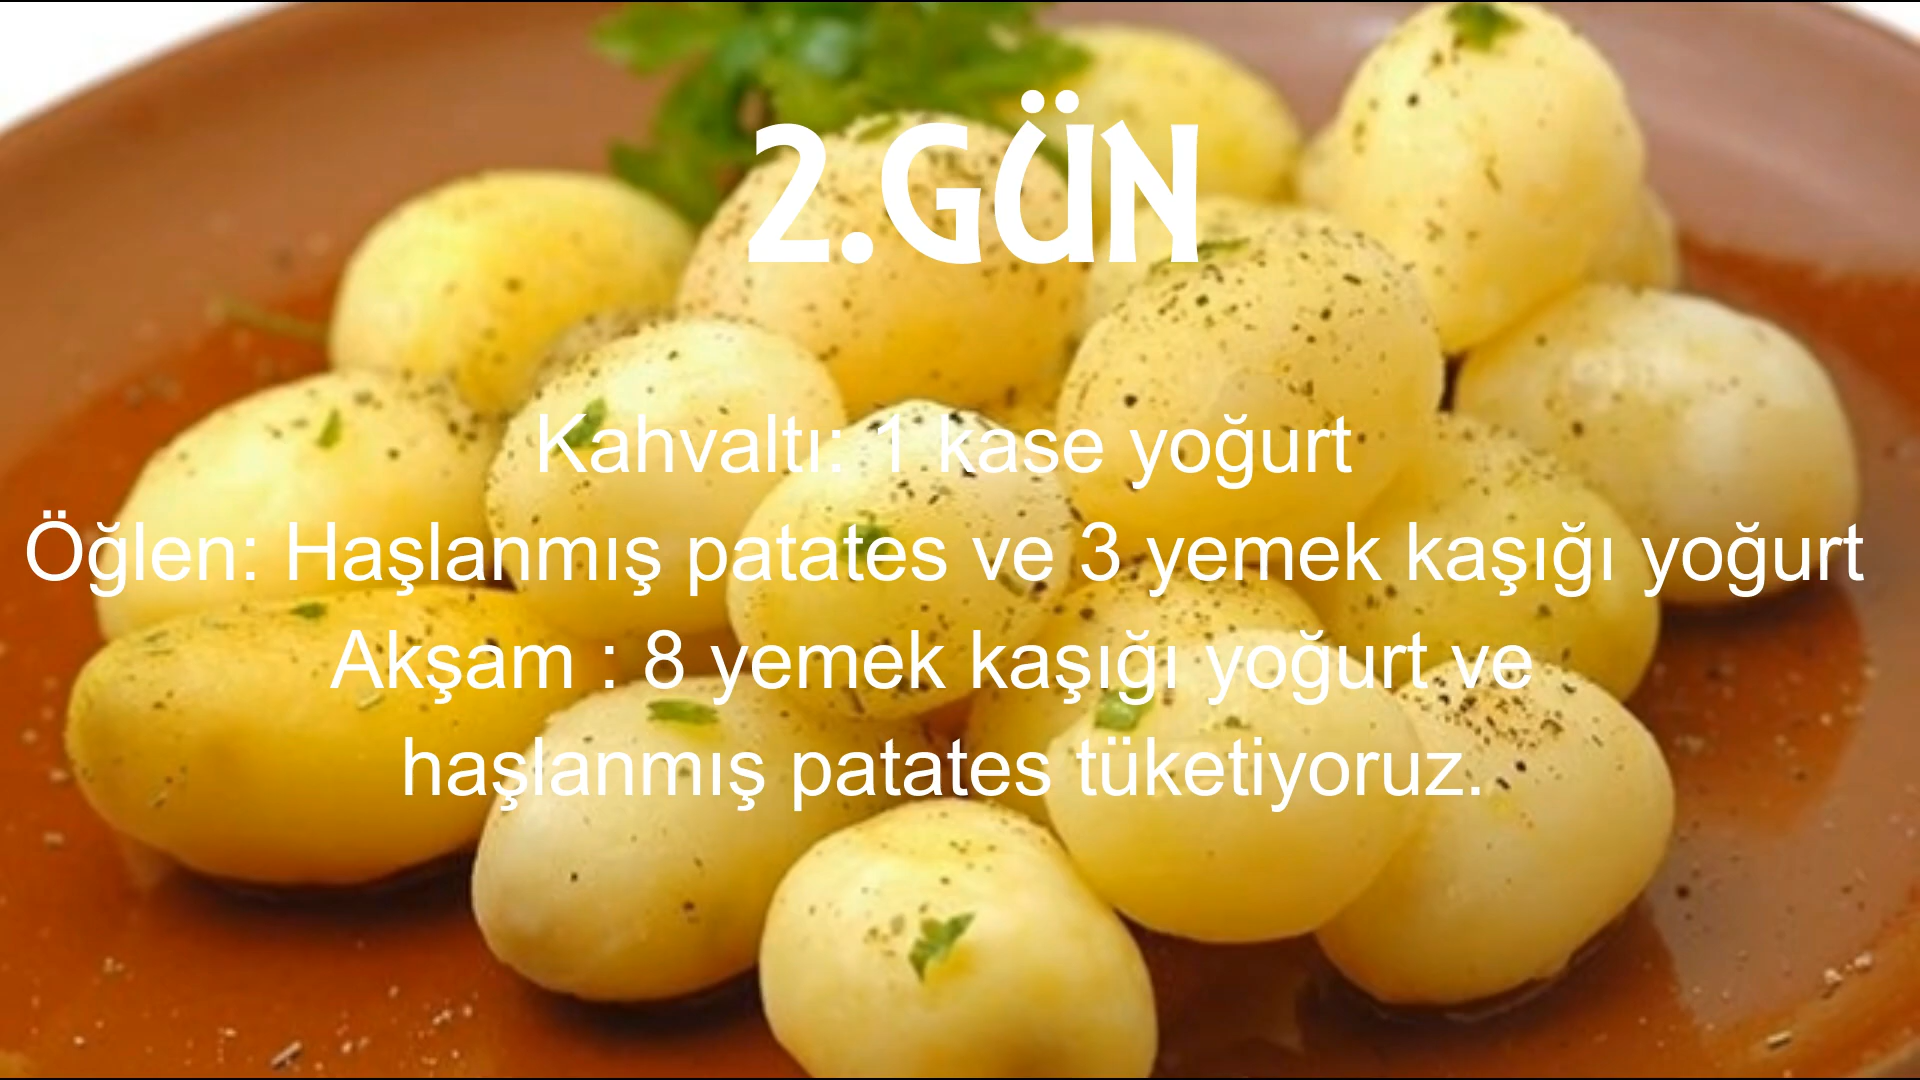 2.GÜN
Kahvaltı: 1 kase yoğurt
Öğlen: Haşlanmış patates ve 3 yemek kaşığı yoğurt
Akşam : 8 yemek kaşığı yoğurt ve
haşlanmış patates tüketiyoruz.